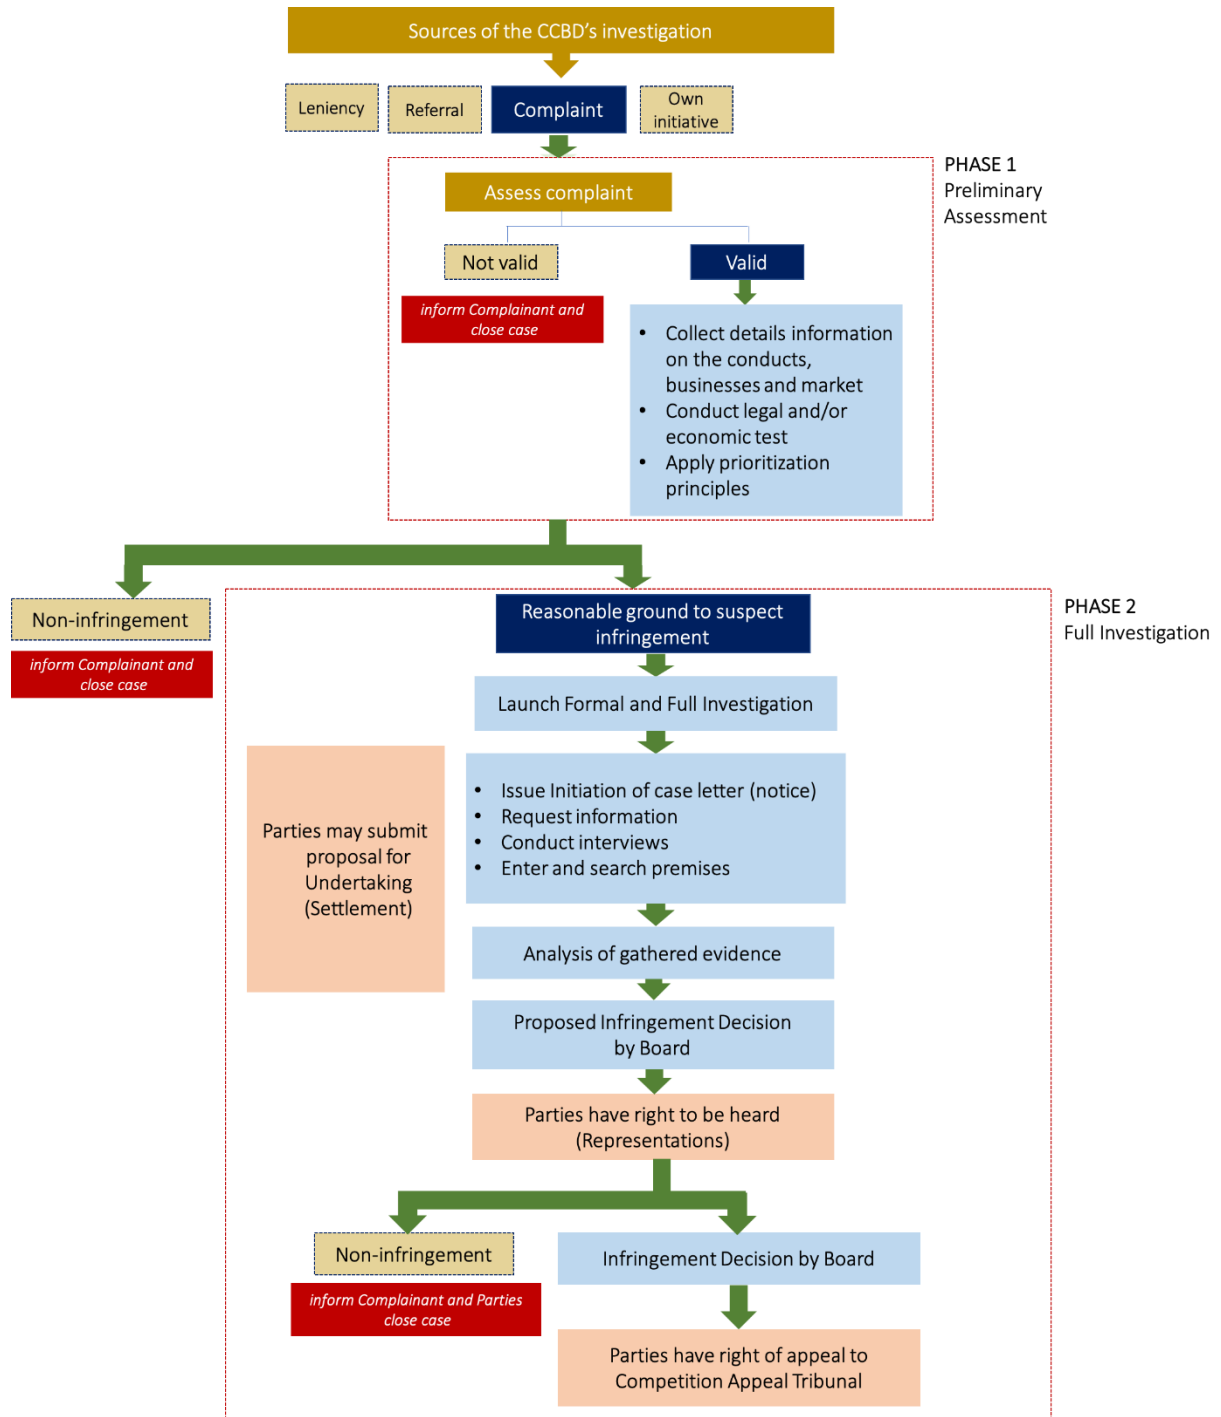 Sources of the CCBD's investigation
Leniency
Referral
Complaint
Own
initiative
PHASE 1
Preliminary
Assessment
Assess complaint
Not valid
Valid
inform Complainant and
close case
• Collect details information
on the conducts,
businesses and market
• Conduct legal and/or
economic test
• Apply prioritization
principles
Non-infringement
inform Complainant and
close case
PHASE 2
Full Investigation
Reasonable ground to suspect
infringement
Launch Formal and Full Investigation
Parties may submit
proposal for
Undertaking
(Settlement)
• Issue Initiation of case letter (notice)
• Request information
• Conduct interviews
• Enter and search premises
Analysis of gathered evidence
Proposed Infringement Decision
by Board
Parties have right to be heard
(Representations)
Non-infringement
inform Complainant and Parties
close case
Infringement Decision by Board
Parties have right of appeal to
Competition Appeal Tribunal